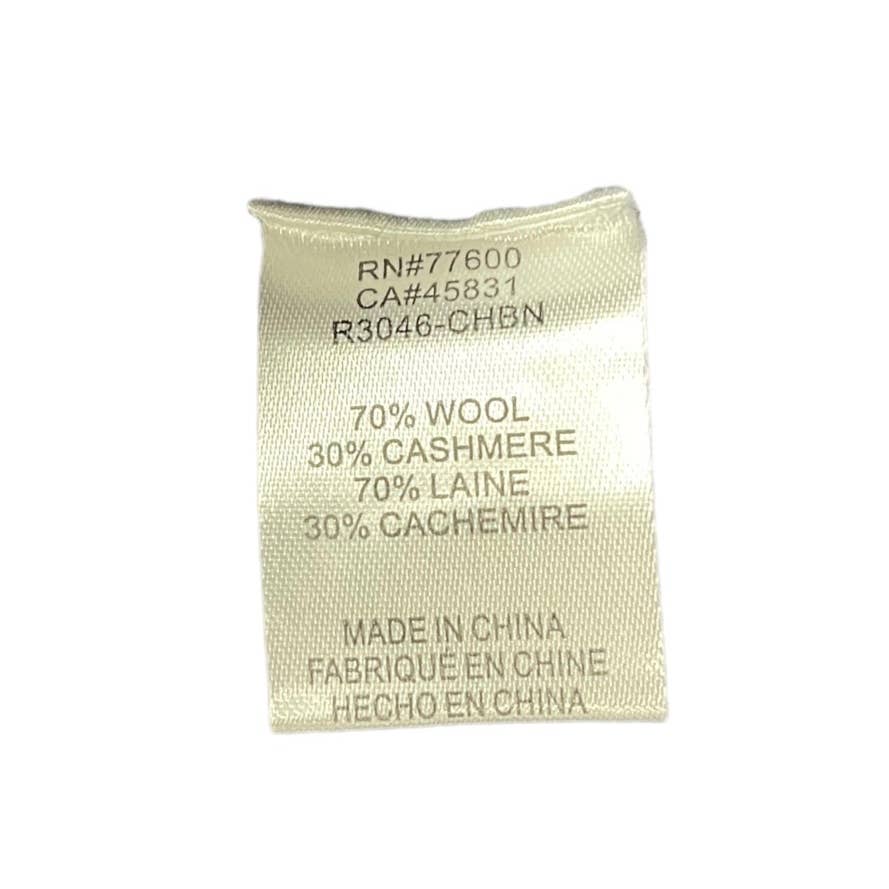 RN#77600
CA#45831
R3046-CHBN
70% WOOL
30% CASHMERE
70% LAINE
30% CACHEMIRE
MADE IN CHINA
FABRIQUÉ EN CHINE
HECHO EN CHINA